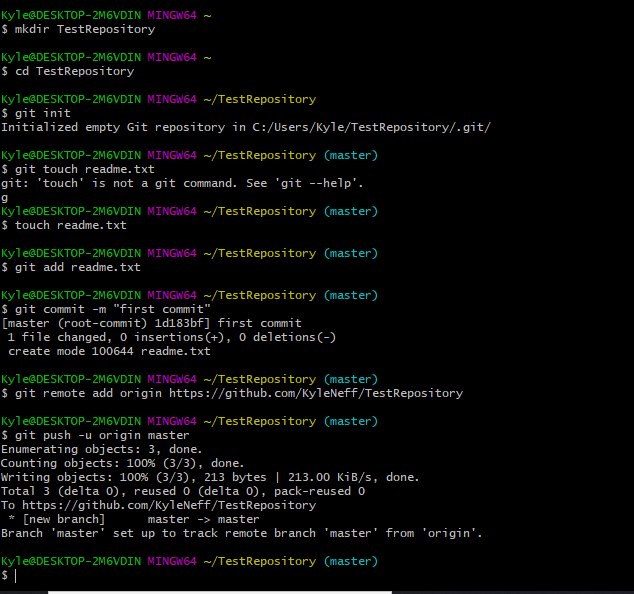 Kyle@DESKTOP-2M6VDIN MINGW64 ~
$ mkdir TestRepository
Kyle@DESKTOP-2M6VDIN MINGW64 ~
$ cd TestRepository
Kyle@DESKTOP-2M6VDIN MINGW64 ~/TestRepository
$ git init
Initialized empty Git repository in C:/Users/Kyle/TestRepository/.git/
Kyle@DESKTOP-2M6VDIN MINGW64 ~/TestRepository (master)
$ git touch readme.txt
git: 'touch' is not a git command. See 'git --help'.
g
Kyle@DESKTOP-2M6VDIN MINGW64 ~/TestRepository (master)
$ touch readme.txt
Kyle@DESKTOP-2M6VDIN MINGW64 ~/TestRepository (master)
$ git add readme.txt
Kyle@DESKTOP-2M6VDIN MINGW64 ~/TestRepository (master)
$ git commit -m "first commit"
[master (root-commit) 1d183bf] first commit
 1 file changed, 0 insertions(+), 0 deletions(-)
 create mode 100644 readme.txt
Kyle@DESKTOP-2M6VDIN MINGW64 ~/TestRepository (master)
$ git remote add origin https://github.com/KyleNeff/TestRepository
Kyle@DESKTOP-2M6VDIN MINGW64 ~/TestRepository (master)
$ git push -u origin master
Enumerating objects: 3, done.
Counting objects: 100% (3/3), done.
Writing objects: 100% (3/3), 213 bytes | 213.00 KiB/s, done.
Total 3 (delta 0), reused 0 (delta 0), pack-reused 0
To https://github.com/KyleNeff/TestRepository
 * [new branch]      master -> master
Branch 'master' set up to track remote branch 'master' from 'origin'.
Kyle@DESKTOP-2M6VDIN MINGW64 ~/TestRepository (master)
$